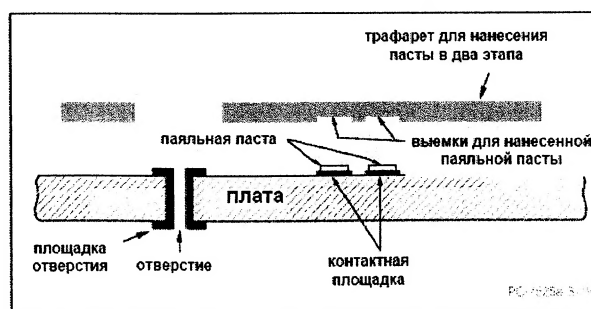 трафарет для нанесения
пасты в два этапа
паяльная паста
выемки для нанесенной
паяльной пасты
плата
площадка
отверстия
отверстие
контактная
площадка